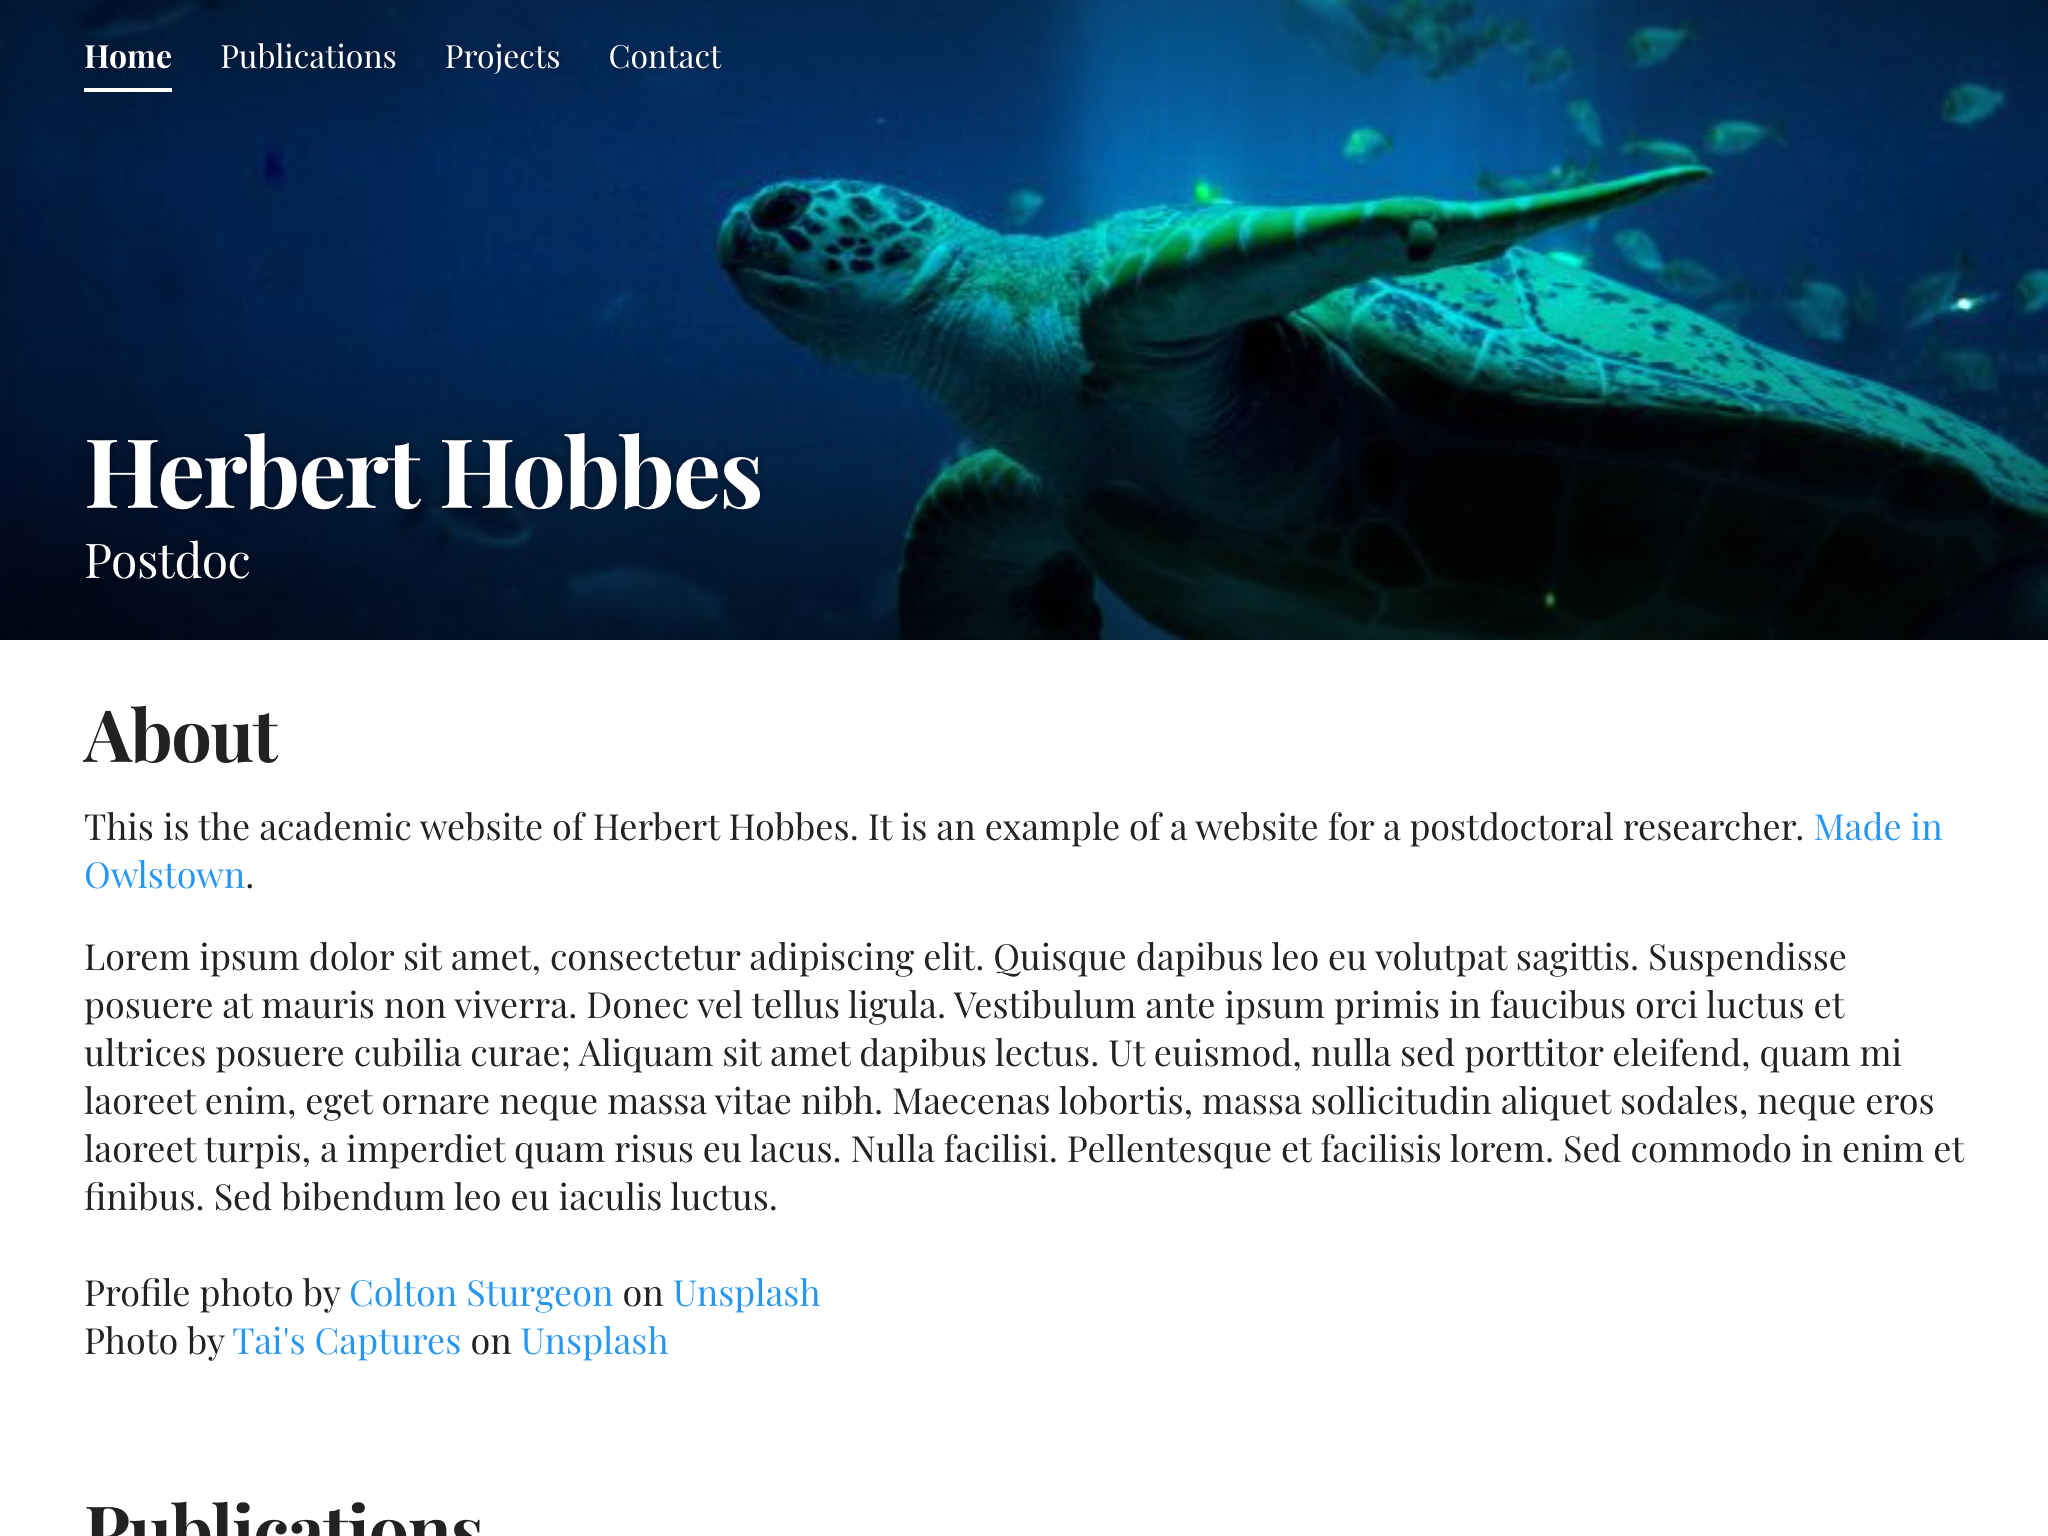 Home Publications Projects Contact
Herbert Hobbes
Postdoc
About
This is the academic website of Herbert Hobbes. It is an example of a website for a postdoctoral researcher. Made in
Owlstown.
Lorem ipsum dolor sit amet, consectetur adipiscing elit. Quisque dapibus leo eu volutpat sagittis. Suspendisse
posuere at mauris non viverra. Donec vel tellus ligula. Vestibulum ante ipsum primis in faucibus orci luctus et
ultrices posuere cubilia curae; Aliquam sit amet dapibus lectus. Ut euismod, nulla sed porttitor eleifend, quam mi
laoreet enim, eget ornare neque massa vitae nibh. Maecenas lobortis, massa sollicitudin aliquet sodales, neque eros
laoreet turpis, a imperdiet quam risus eu lacus. Nulla facilisi. Pellentesque et facilisis lorem. Sed commodo in enim et
finibus. Sed bibendum leo eu iaculis luctus.
Profile photo by Colton Sturgeon on Unsplash
Photo by Tai's Captures on Unsplash
Publications